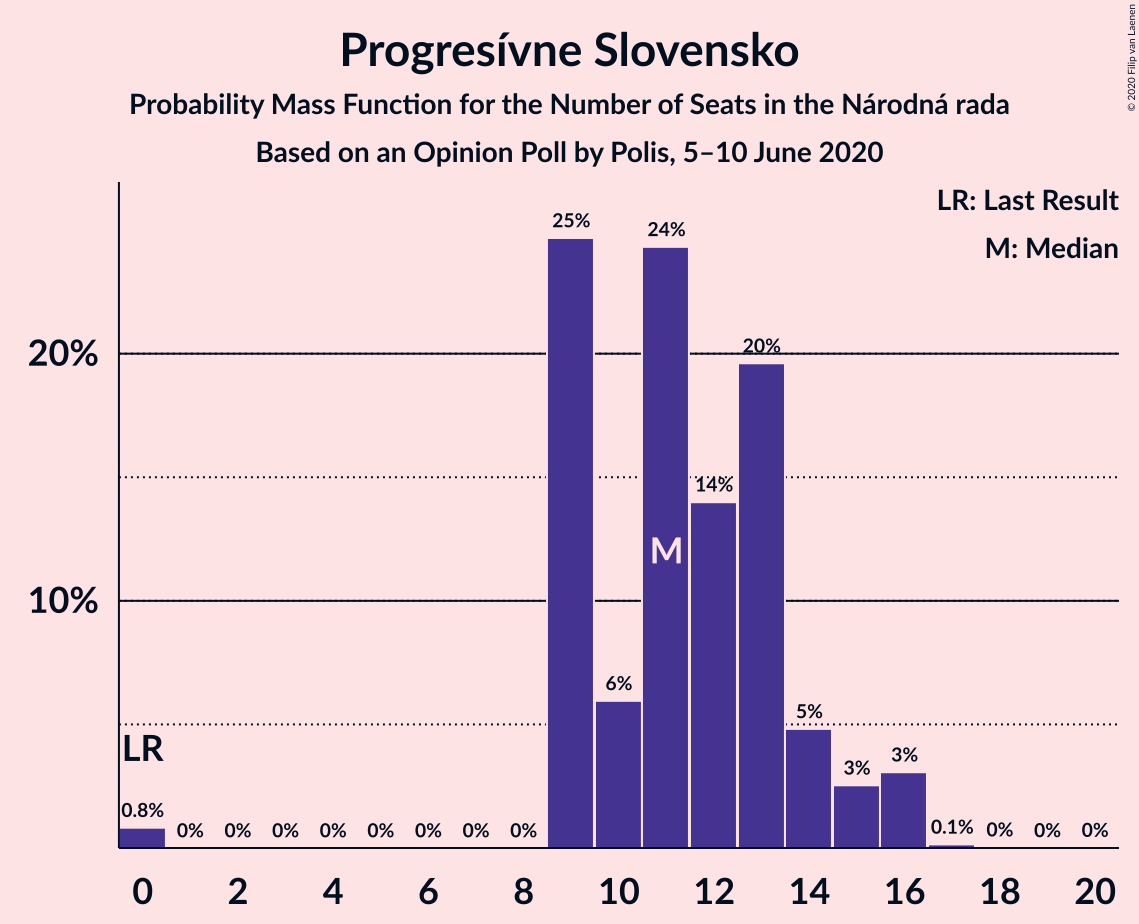 Progresívne Slovensko
Probability Mass Function for the Number of Seats in the Národná rada
Based on an Opinion Poll by Polis, 5–10 June 2020
© 2020 Filip van Laenen
LR: Last Result
M: Median
20%
10%
25%
24%
20%
14%
M
6%
5%
3%
3%
LR
0.8%
0%
0%
0%
0%
0%
0%
0%
0%
0.1%
0%
0%
0%
0 2 4 6 8 10 12 14 16 18 20